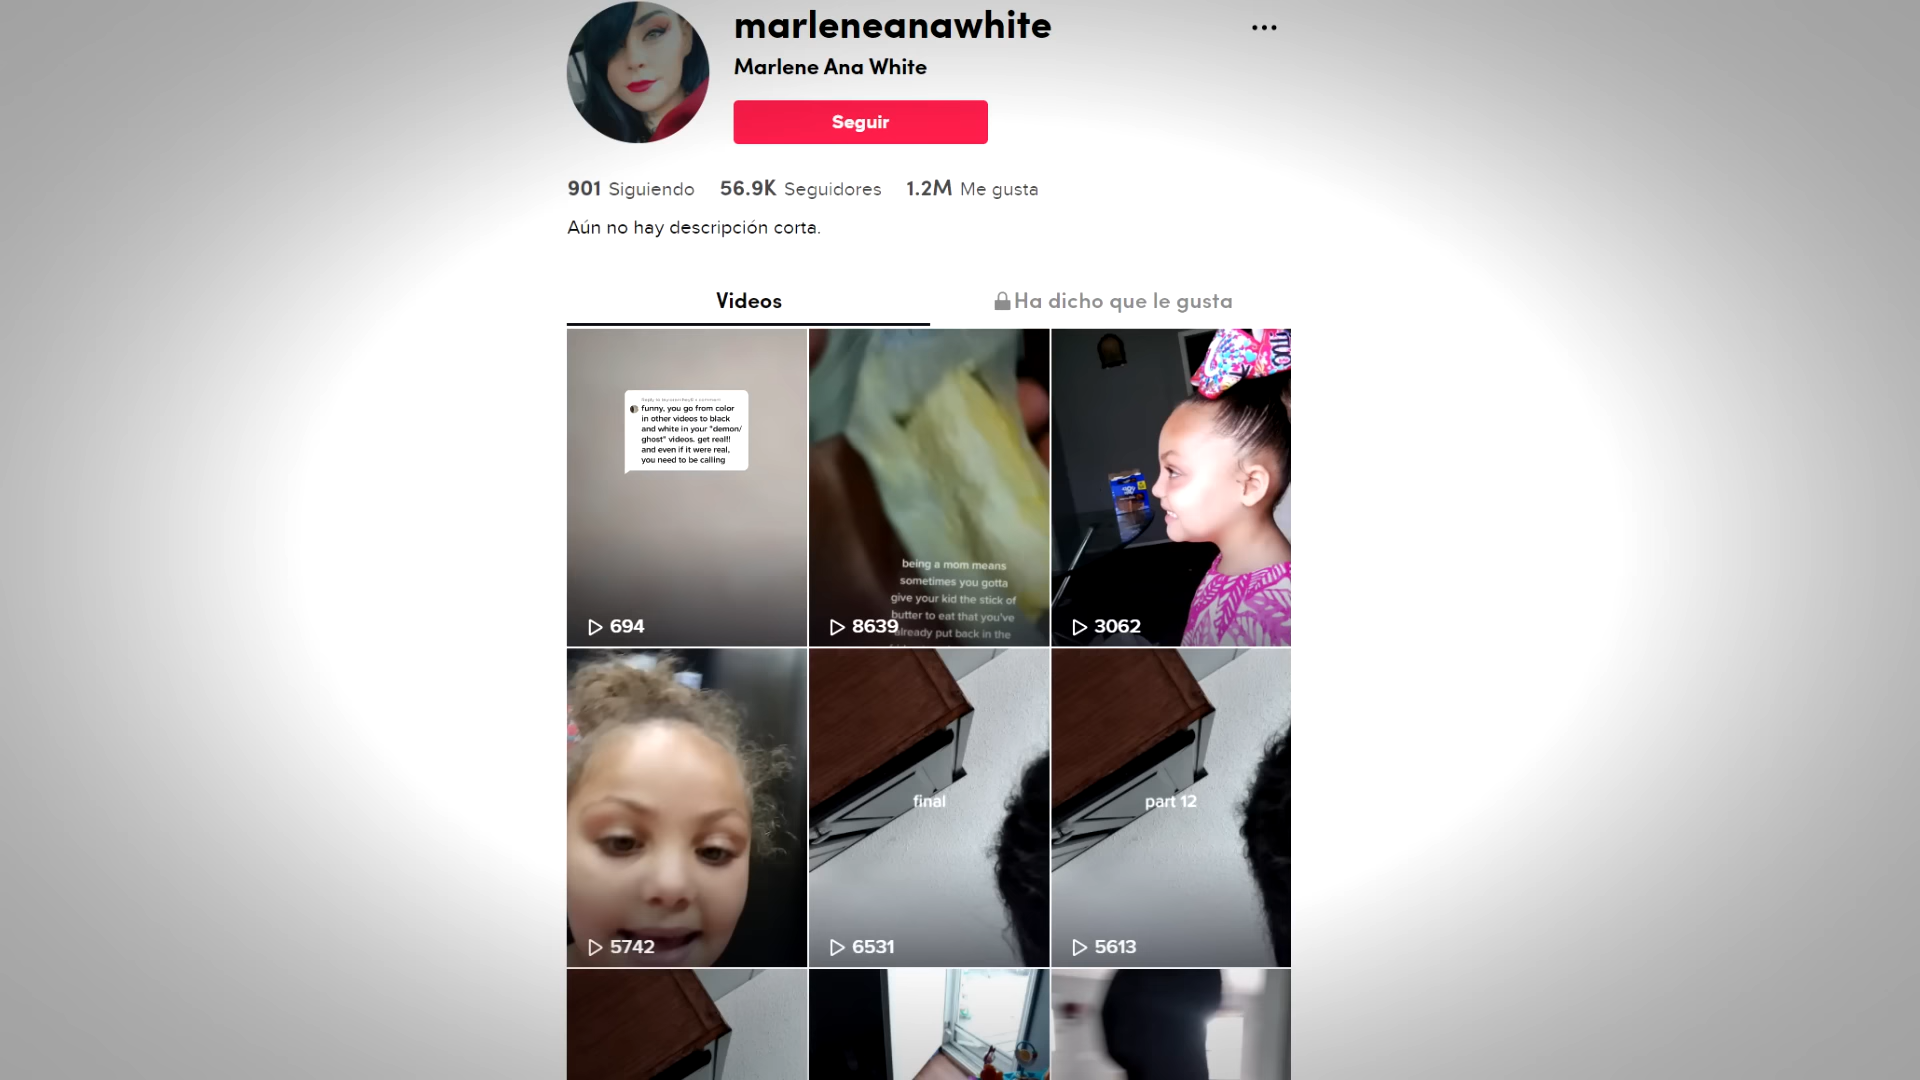 marleneanawhite
Marlene Ana White
Seguir
901 Siguiendo 56.9K Seguidores 1.2M Me gusta
Aún no hay descripción corta.
Videos
Ha dicho que le gusta
funny, you go from color
in other videos to black
and white in your "demon/
ghost" videos. get real!!
and even if it were real,
you need to be calling
694
being a mom means
sometimes you gotta
give your kid the stick of
butter to eat that you've
already put back in the
8639
3062
5742
final
6531
part 12
5613